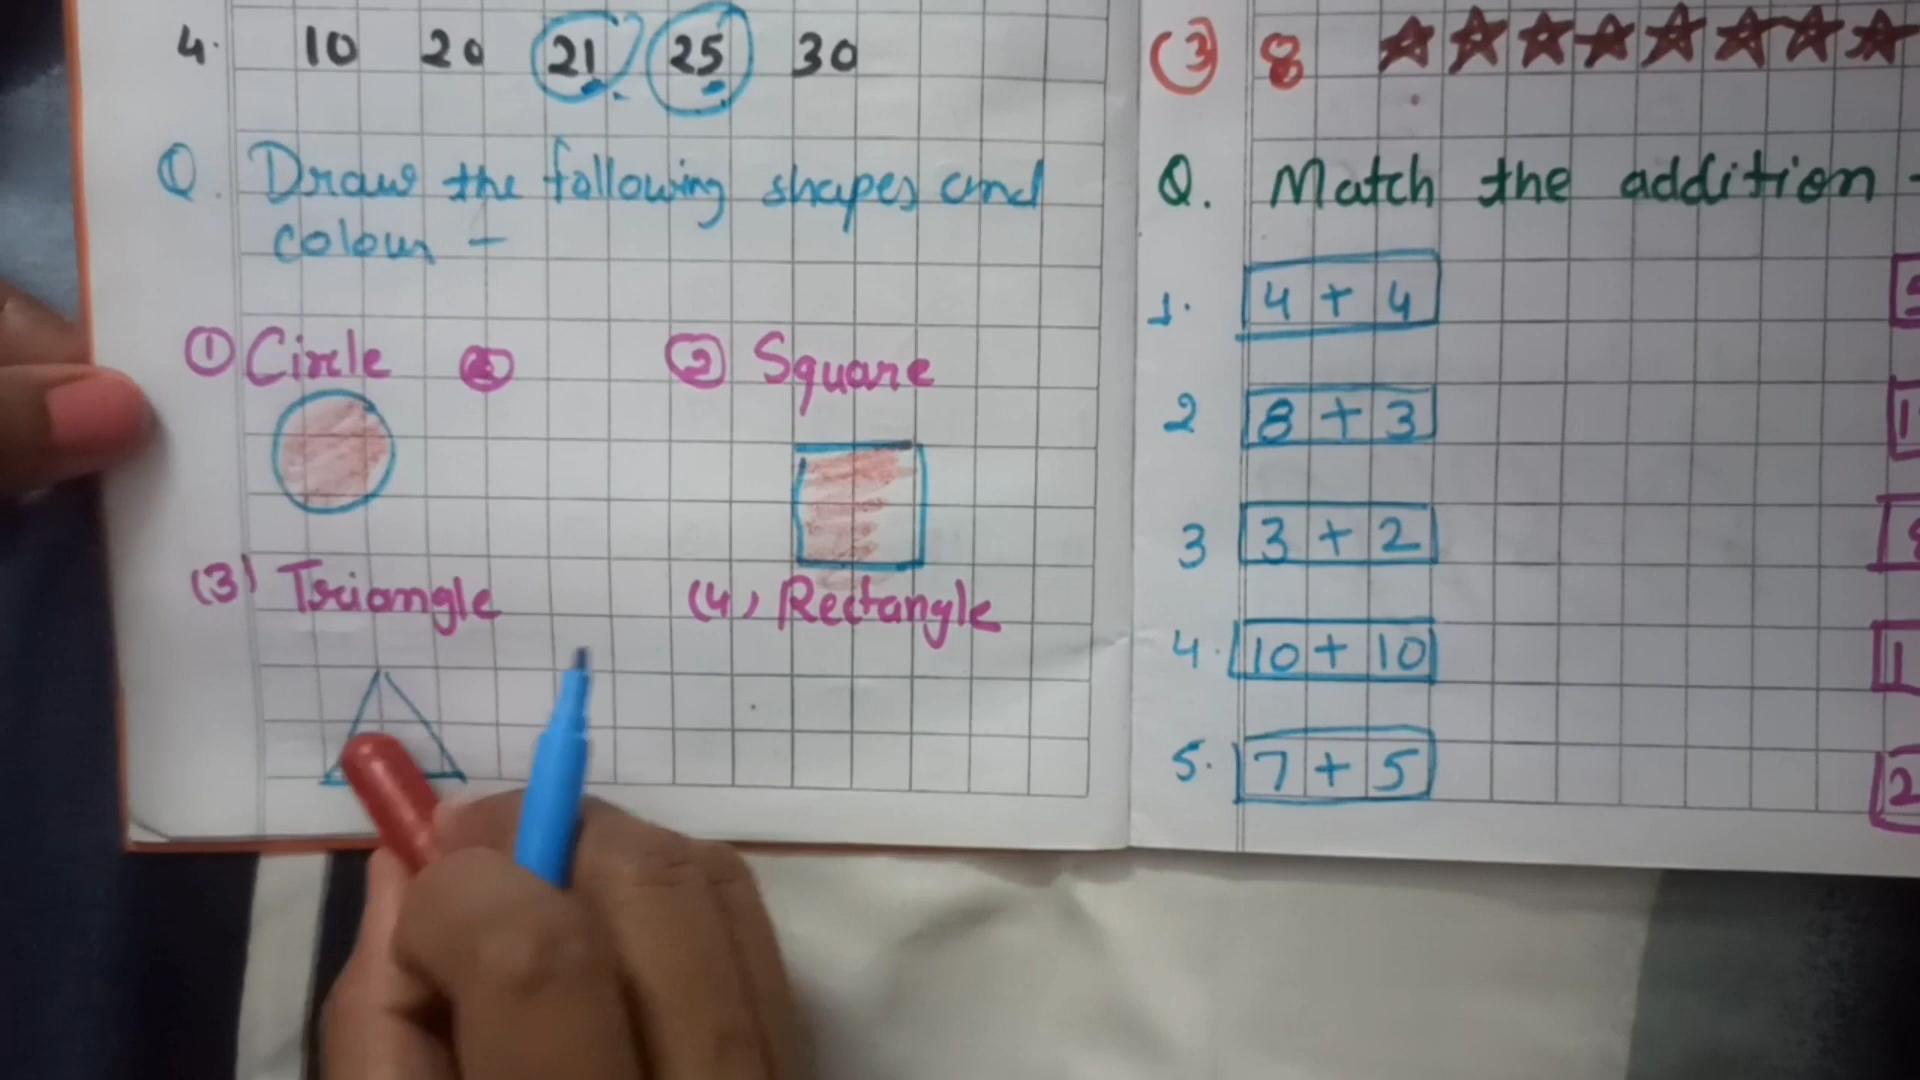 4. 10 20 21 25 30
Q. Draw the following shapes and
colour -
① Circle
② Square
(3) Triangle
(4) Rectangle
③ 8
Q. Match the addition -
1. 4 + 4
2 8 + 3
3 3 + 2
4. 10 + 10
5. 7 + 5